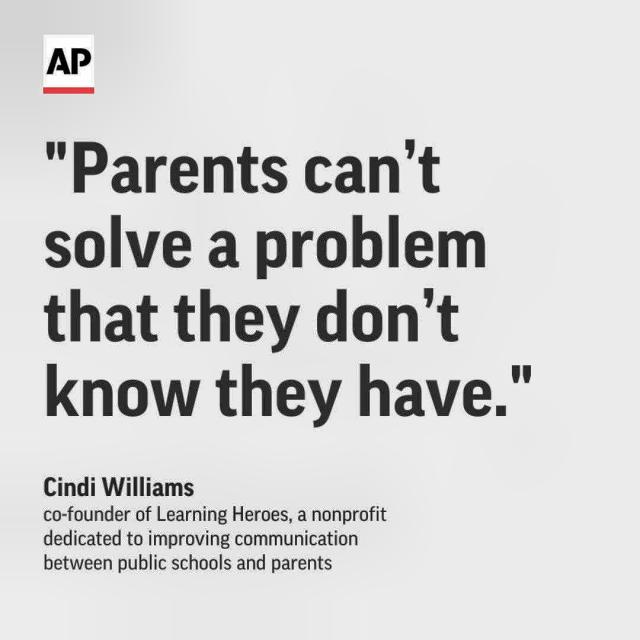 AP
"Parents can’t
solve a problem
that they don’t
know they have."
Cindi Williams
co-founder of Learning Heroes, a nonprofit
dedicated to improving communication
between public schools and parents